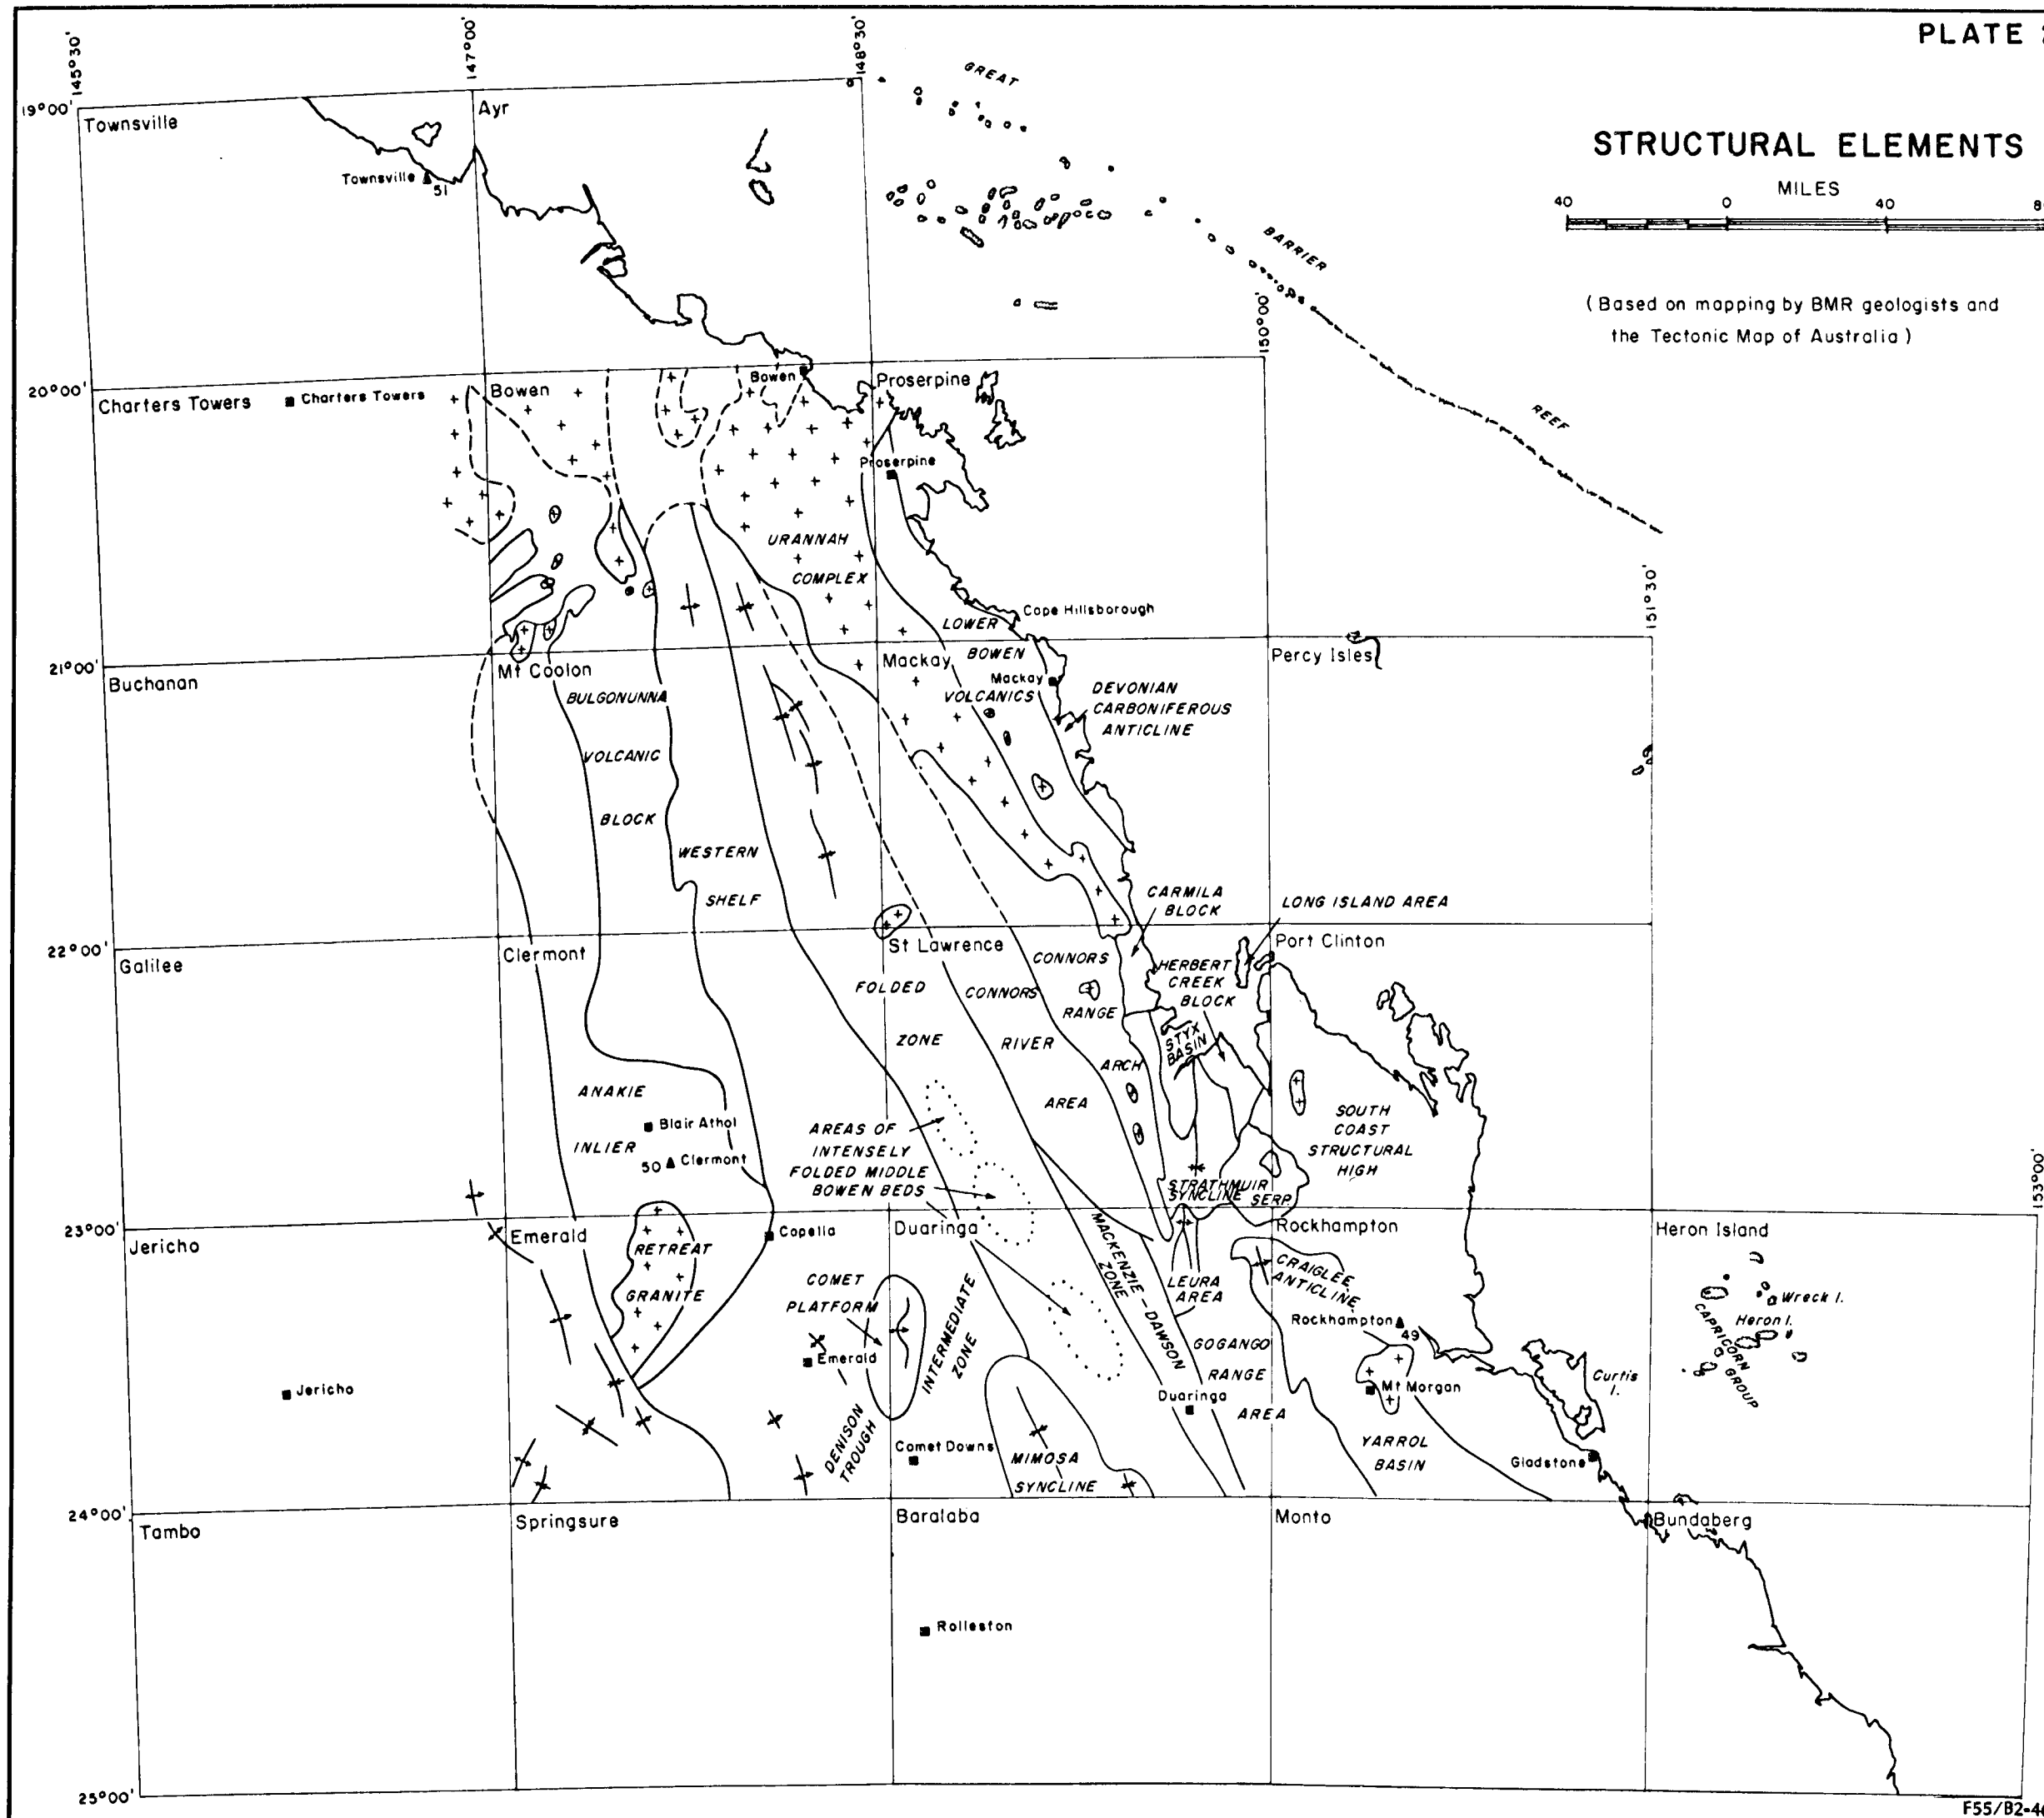 PLATE
STRUCTURAL ELEMENTS
MILES
40 0 40
(Based on mapping by BMR geologists and
the Tectonic Map of Australia)
145°30'
147°00'
148°30'
150°00'
151°30'
153°00'
19°00'
20°00'
21°00'
22°00'
23°00'
24°00'
25°00'
GREAT
BARRIER
REEF
Townsville
Ayr
Townsville
51
Charters Towers
Charters Towers
Bowen
Bowen
Proserpine
Proserpine
URANNAH
COMPLEX
Cape Hillsborough
LOWER
BOWEN
VOLCANICS
Buchanan
Mt Coolon
Mackay
Mackay
Percy Isles
DEVONIAN
CARBONIFEROUS
ANTICLINE
BULGONUNNA
VOLCANIC
BLOCK
WESTERN
SHELF
CARMILA
BLOCK
LONG ISLAND AREA
Galilee
Clermont
St Lawrence
Port Clinton
CONNORS
RANGE
ARCH
HERBERT
CREEK
BLOCK
FOLDED
ZONE
CONNORS
RIVER
AREA
STYX
BASIN
ANAKIE
INLIER
Blair Athol
50
Clermont
AREAS OF
INTENSELY
FOLDED MIDDLE
BOWEN BEDS
SOUTH
COAST
STRUCTURAL
HIGH
STRATHMUIR
SYNCLINE
SERP
Jericho
Emerald
Capella
Duaringa
Rockhampton
Heron Island
RETREAT
GRANITE
COMET
PLATFORM
INTERMEDIATE
ZONE
MACKENZIE-DAWSON
ZONE
LEURA
AREA
CRAIGLEE
ANTICLINE
Rockhampton
49
Wreck I.
Heron I.
CAPRICORN
GROUP
GOGANGO
RANGE
AREA
Emerald
Jericho
Duaringa
Mt Morgan
Curtis
I.
DENISON
TROUGH
Comet Downs
MIMOSA
SYNCLINE
YARROL
BASIN
Gladstone
Tambo
Springsure
Baralaba
Monto
Bundaberg
Rolleston